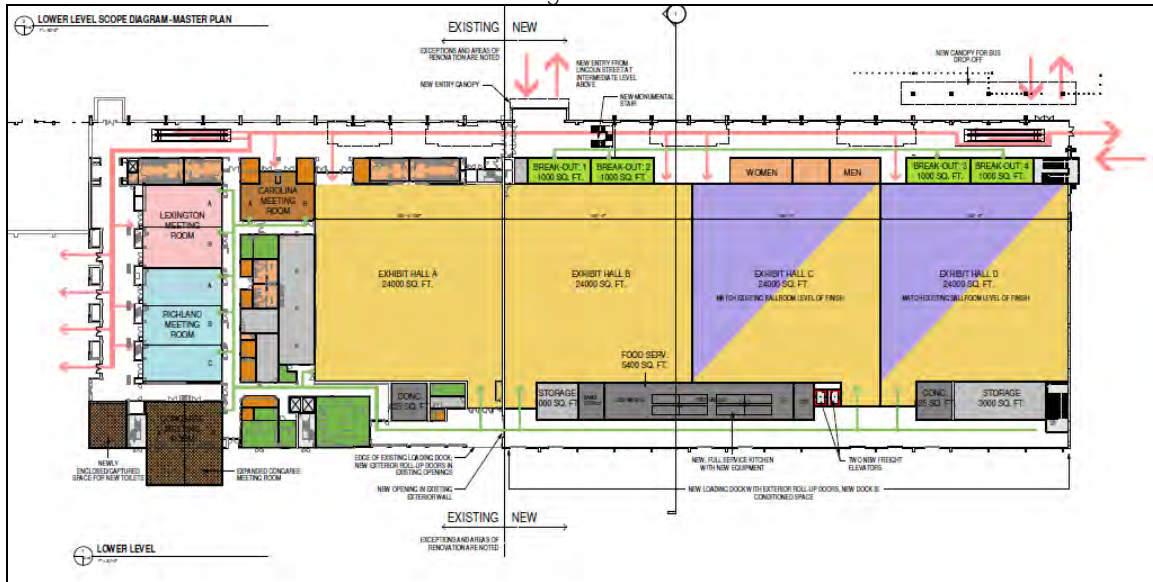 LOWER LEVEL SCOPE DIAGRAM-MASTER PLAN
EXISTING
NEW
EXCEPTIONS AND AREAS OF
RENOVATION ARE NOTED
NEW ENTRY CANOPY
NEW ENTRY FROM
LINCOLN STREET AT
INTERMEDIATE LEVEL
ABOVE.
NEW MONUMENTAL
STAIR
NEW CANOPY FOR BUS
DROP-OFF
BREAK-OUT: 1
1000 SQ. FT.
BREAK-OUT: 2
1000 SQ. FT.
WOMEN
MEN
BREAK-OUT: 3
1000 SQ. FT.
BREAK-OUT: 4
1000 SQ. FT.
CAROLINA
MEETING
ROOM
A
B
LEXINGTON
MEETING
ROOM
A
B
RICHLAND
MEETING
ROOM
A
B
C
EXHIBIT HALL A
24000 SQ. FT.
EXHIBIT HALL B
24000 SQ. FT.
EXHIBIT HALL C
24000 SQ. FT.
MATCH EXISTING BALLROOM LEVEL OF FINISH
EXHIBIT HALL D
24000 SQ. FT.
MATCH EXISTING BALLROOM LEVEL OF FINISH
FOOD SERV.
5400 SQ. FT.
CONC.
STORAGE
CONC.
STORAGE
3000 SQ. FT.
NEWLY
ENCLOSED/CAPTURED
SPACE FOR NEW TOILETS
EXPANDED CONGAREE
MEETING ROOM
EDGE OF EXISTING LOADING DOCK;
NEW EXTERIOR ROLL-UP DOORS IN
EXISTING OPENINGS
NEW OPENING IN EXISTING
EXTERIOR WALL
NEW, FULL SERVICE KITCHEN
WITH NEW EQUIPMENT
TWO NEW FREIGHT
ELEVATORS
NEW LOADING DOCK WITH EXTERIOR ROLL-UP DOORS, NEW DOCK IS
CONDITIONED SPACE
EXISTING
NEW
EXCEPTIONS AND AREAS OF
RENOVATION ARE NOTED
LOWER LEVEL